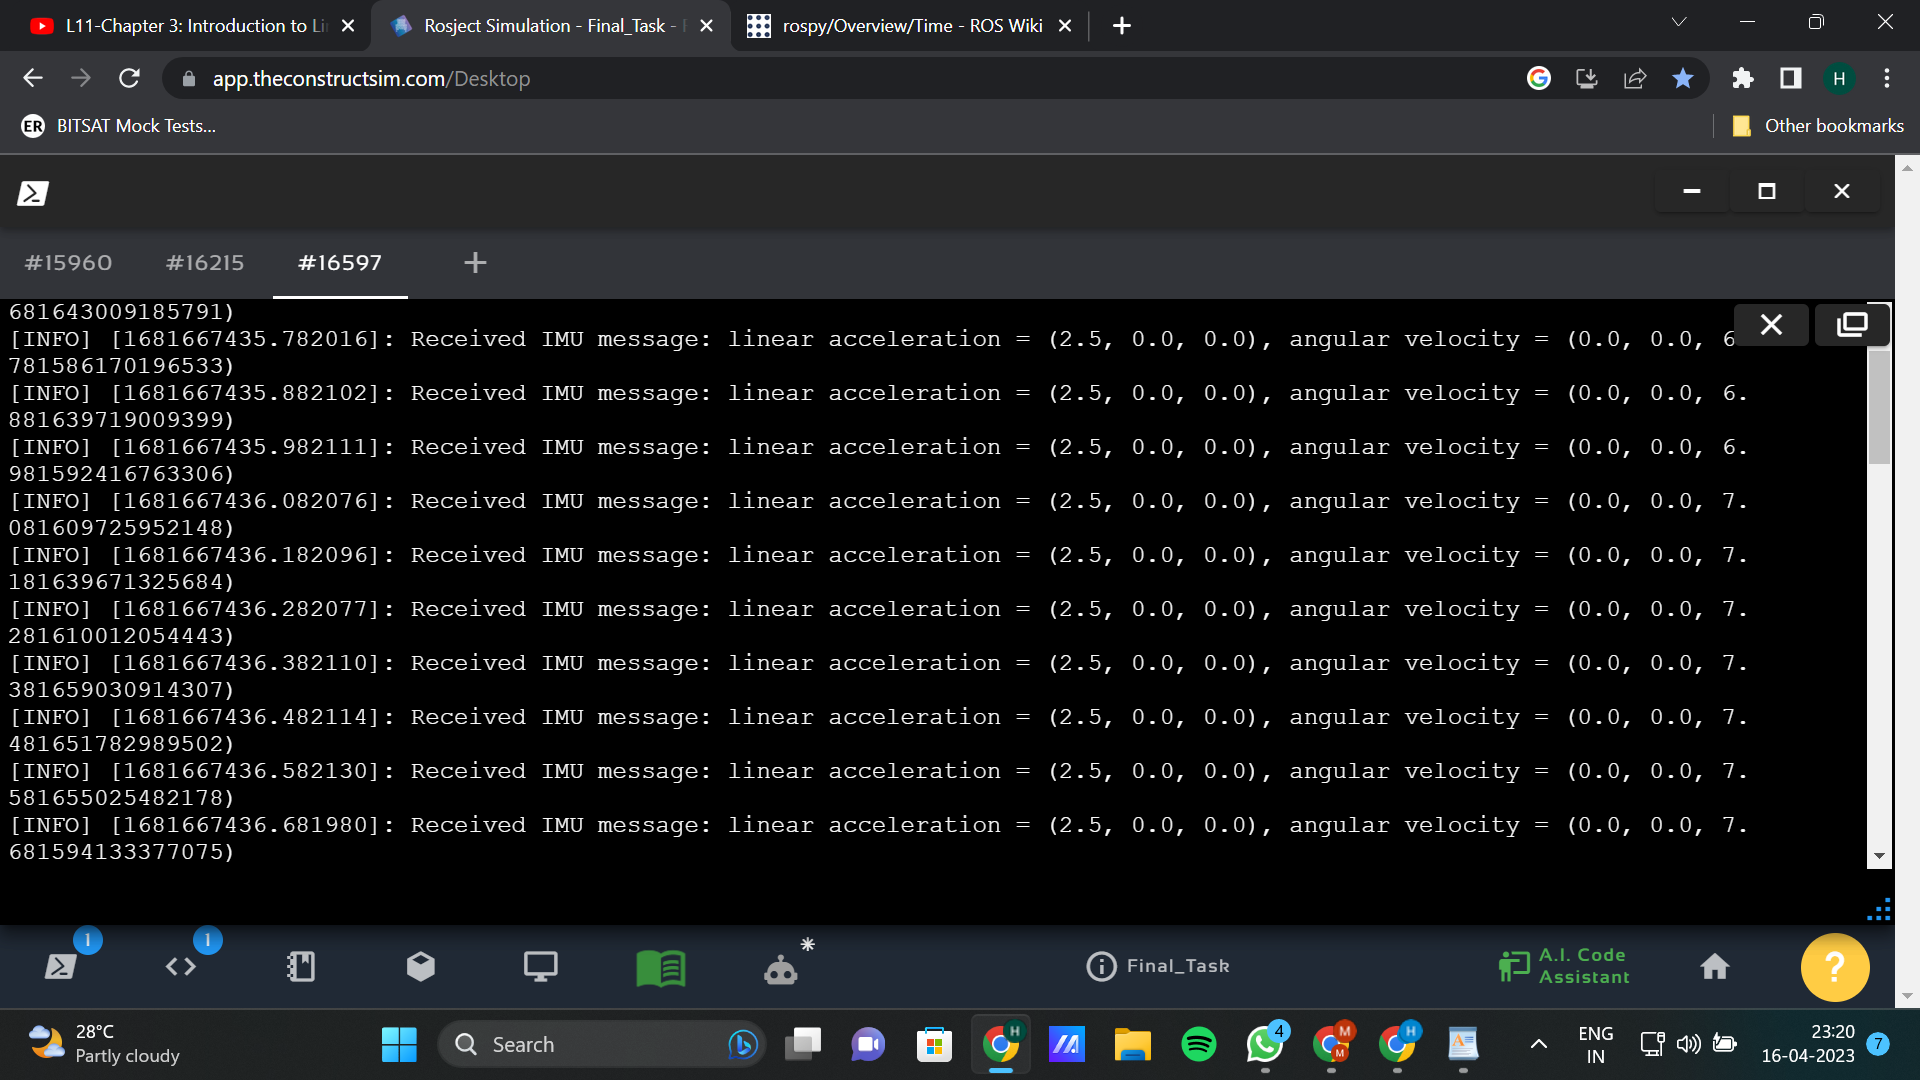 L11-Chapter 3: Introduction to Li
Rosject Simulation - Final_Task -
rospy/Overview/Time - ROS Wiki
app.theconstructsim.com/Desktop
H
ER BITSAT Mock Tests...
Other bookmarks
#15960 #16215 #16597
681643009185791)
[INFO] [1681667435.782016]: Received IMU message: linear acceleration = (2.5, 0.0, 0.0), angular velocity = (0.0, 0.0, 6
781586170196533)
[INFO] [1681667435.882102]: Received IMU message: linear acceleration = (2.5, 0.0, 0.0), angular velocity = (0.0, 0.0, 6.
881639719009399)
[INFO] [1681667435.982111]: Received IMU message: linear acceleration = (2.5, 0.0, 0.0), angular velocity = (0.0, 0.0, 6.
981592416763306)
[INFO] [1681667436.082076]: Received IMU message: linear acceleration = (2.5, 0.0, 0.0), angular velocity = (0.0, 0.0, 7.
081609725952148)
[INFO] [1681667436.182096]: Received IMU message: linear acceleration = (2.5, 0.0, 0.0), angular velocity = (0.0, 0.0, 7.
181639671325684)
[INFO] [1681667436.282077]: Received IMU message: linear acceleration = (2.5, 0.0, 0.0), angular velocity = (0.0, 0.0, 7.
281610012054443)
[INFO] [1681667436.382110]: Received IMU message: linear acceleration = (2.5, 0.0, 0.0), angular velocity = (0.0, 0.0, 7.
381659030914307)
[INFO] [1681667436.482114]: Received IMU message: linear acceleration = (2.5, 0.0, 0.0), angular velocity = (0.0, 0.0, 7.
481651782989502)
[INFO] [1681667436.582130]: Received IMU message: linear acceleration = (2.5, 0.0, 0.0), angular velocity = (0.0, 0.0, 7.
581655025482178)
[INFO] [1681667436.681980]: Received IMU message: linear acceleration = (2.5, 0.0, 0.0), angular velocity = (0.0, 0.0, 7.
681594133377075)
1 1
Final_Task
A.I. Code
Assistant
?
28°C
Partly cloudy
Search
H
4
M
M
H
ENG
IN
23:20
16-04-2023
7